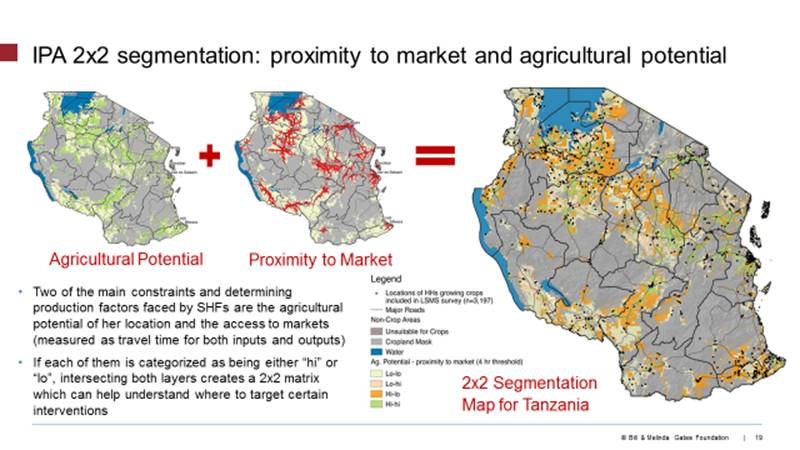 IPA 2x2 segmentation: proximity to market and agricultural potential
Agricultural Potential
Proximity to Market
• Two of the main constraints and determining
production factors faced by SHFs are the agricultural
potential of her location and the access to markets
(measured as travel time for both inputs and outputs)
• If each of them is categorized as being either “hi” or
“lo”, intersecting both layers creates a 2x2 matrix
which can help understand where to target certain
interventions
Legend
Locations of HHs growing crops
included in LSMS survey (n=3,197)
Major Roads
Non-Crop Areas
Unsuitable for Crops
Cropland Mask
Water
Ag. Potential - proximity to market (4 hr threshold)
Lo-lo
Lo-hi
Hi-lo
Hi-hi
2x2 Segmentation
Map for Tanzania
© Bill & Melinda Gates Foundation | 19